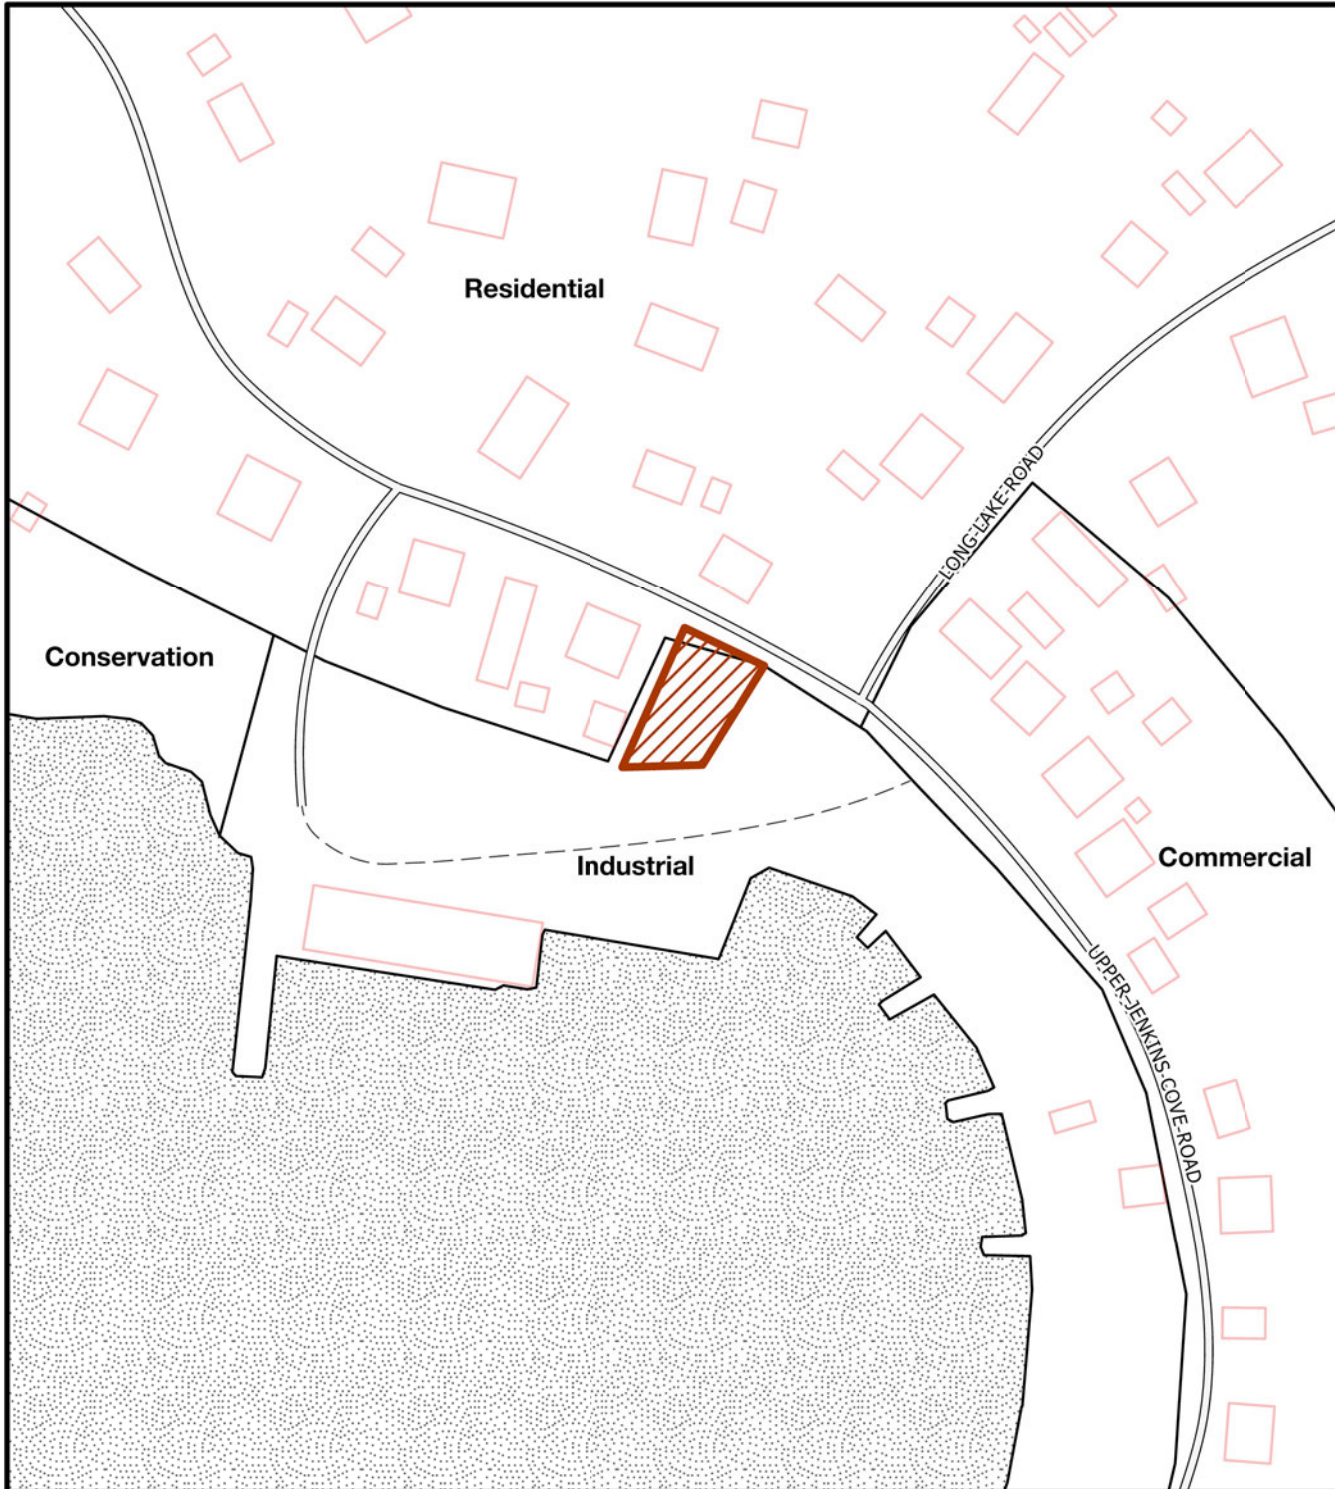 Residential
LONG LAKE ROAD
Conservation
Commercial
Industrial
UPPER JENKINS COVE ROAD